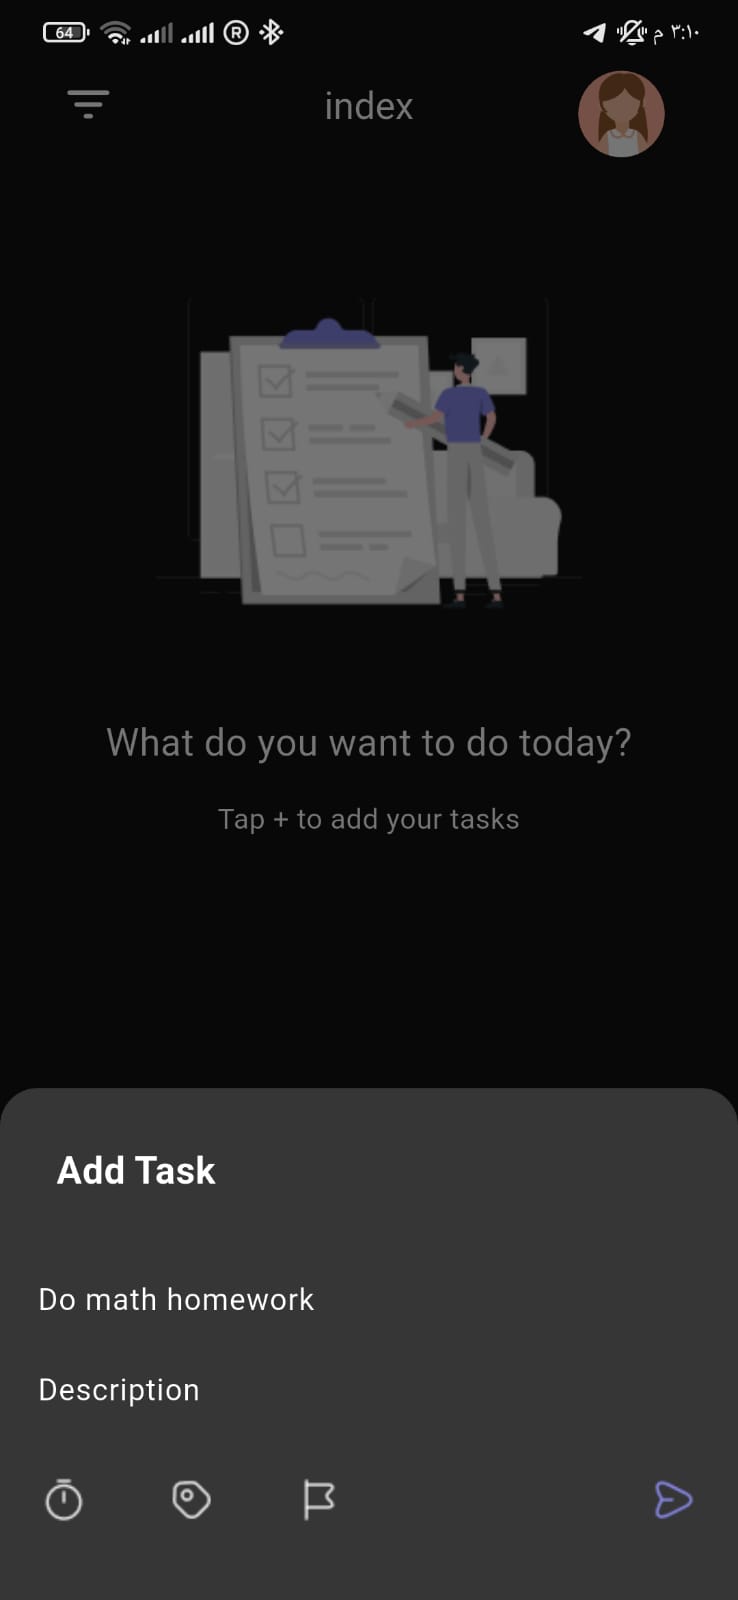 64 R ٣:١٠ م
index
What do you want to do today?
Tap + to add your tasks
Add Task
Do math homework
Description